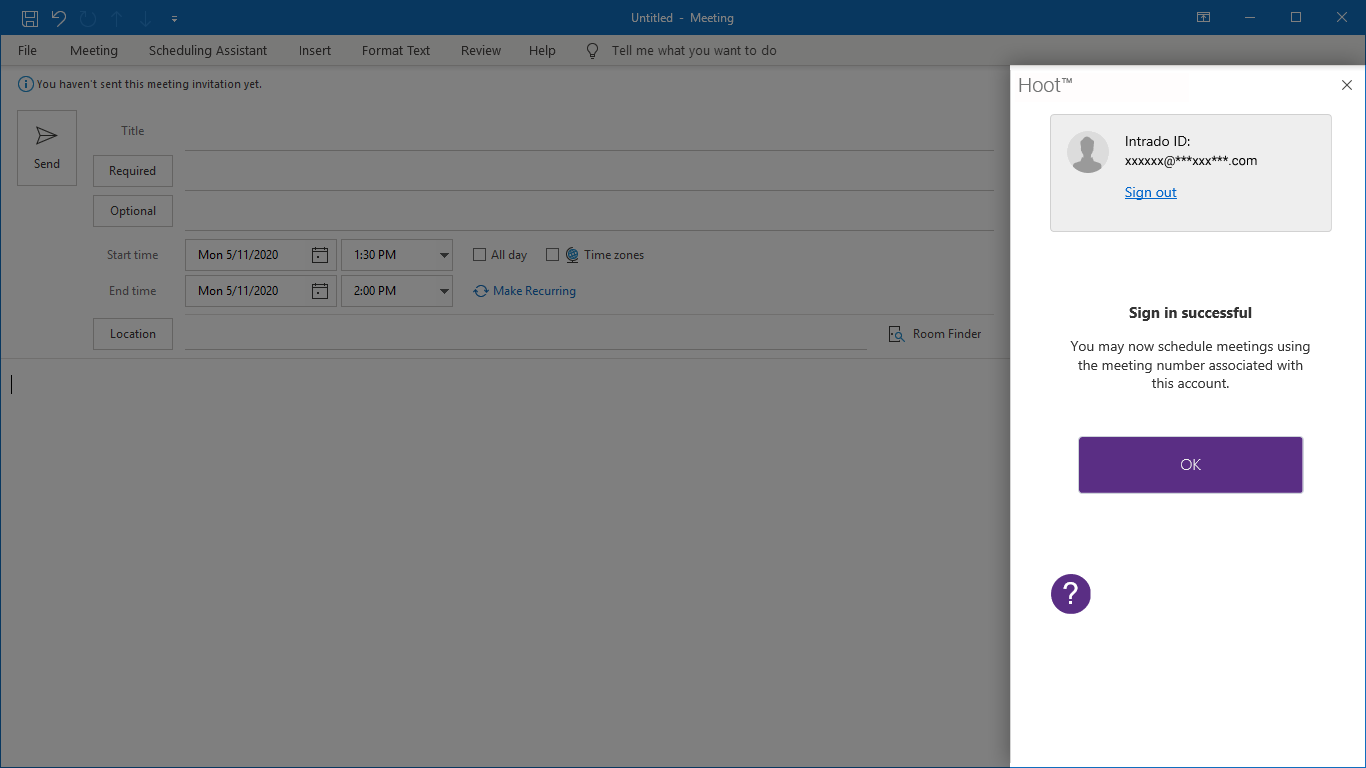 Untitled - Meeting
File Meeting Scheduling Assistant Insert Format Text Review Help Tell me what you want to do
You haven't sent this meeting invitation yet.
Send
Title
Required
Optional
Start time Mon 5/11/2020 1:30 PM All day Time zones
End time Mon 5/11/2020 2:00 PM Make Recurring
Location Room Finder
Hoot™
Intrado ID:
xxxxxx@***xxx***.com
Sign out
Sign in successful
You may now schedule meetings using
the meeting number associated with
this account.
OK
?